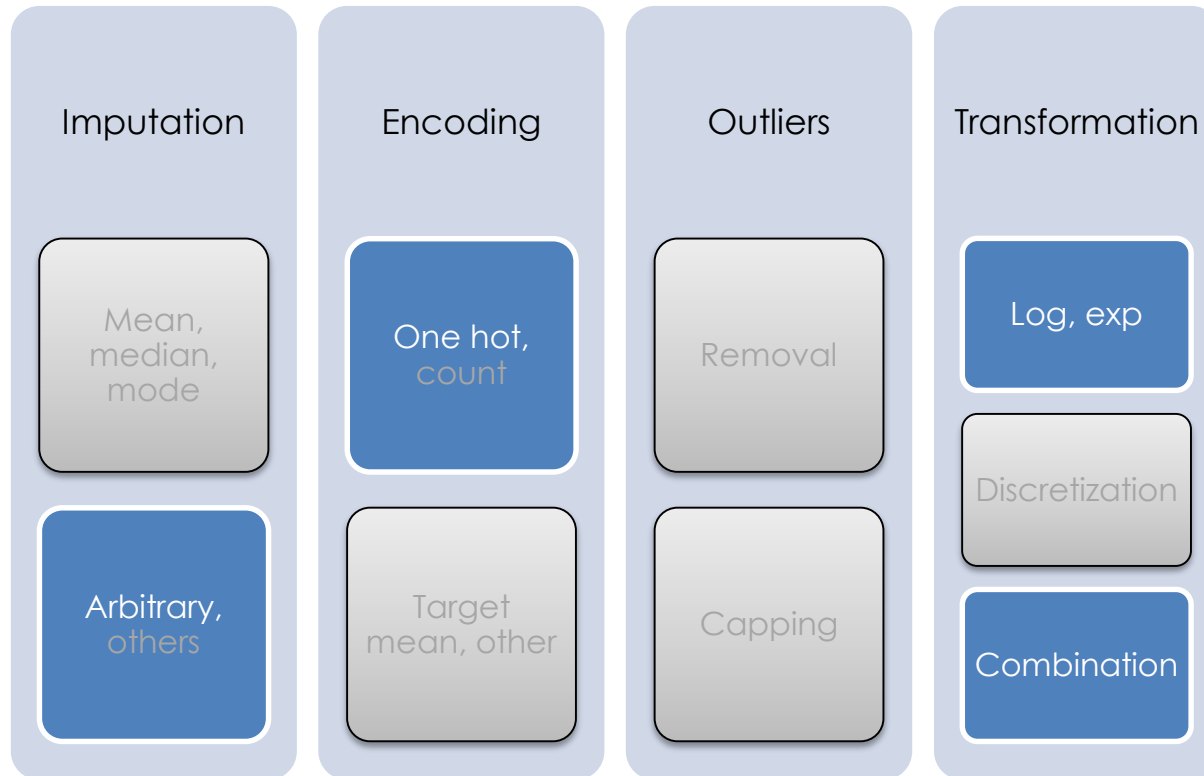 Imputation
Mean,
median,
mode
Arbitrary,
others
Encoding
One hot,
count
Target
mean, other
Outliers
Removal
Capping
Transformation
Log, exp
Discretization
Combination